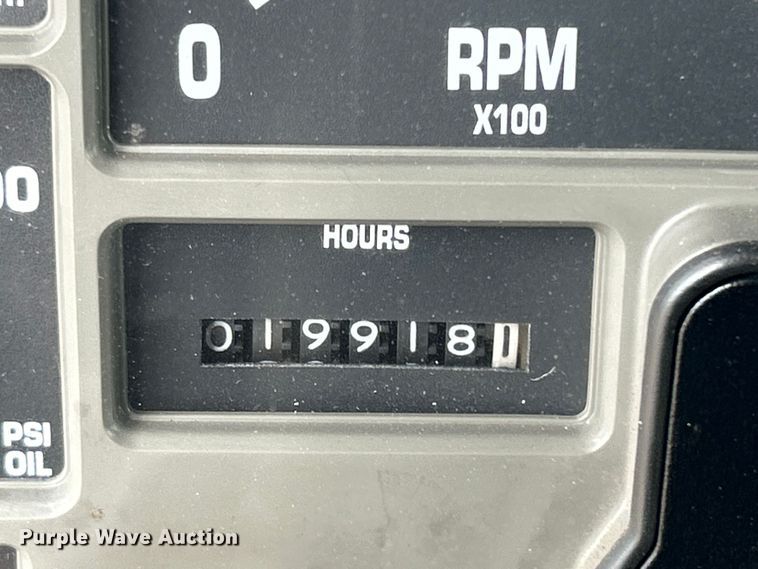 0
RPM
X100
00
HOURS
0199181
PSI
OIL
Purple Wave Auction